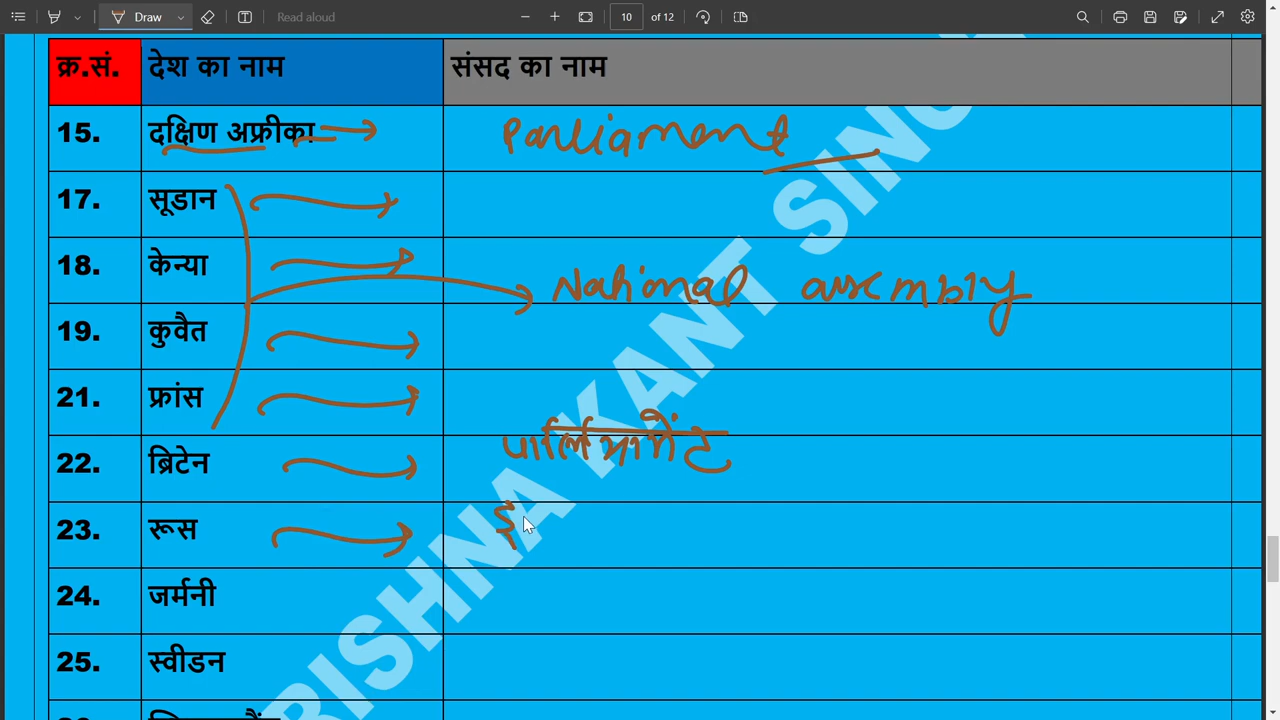 Draw
Read aloud
10 of 12
क्र.सं. देश का नाम संसद का नाम
15. दक्षिण अफ्रीका Parliament
17. सूडान
18. केन्या National assembly
19. कुवैत
21. फ्रांस
22. ब्रिटेन पार्लियामेंट
23. रूस
24. जर्मनी
25. स्वीडन
KRISHNA KANT SINGH